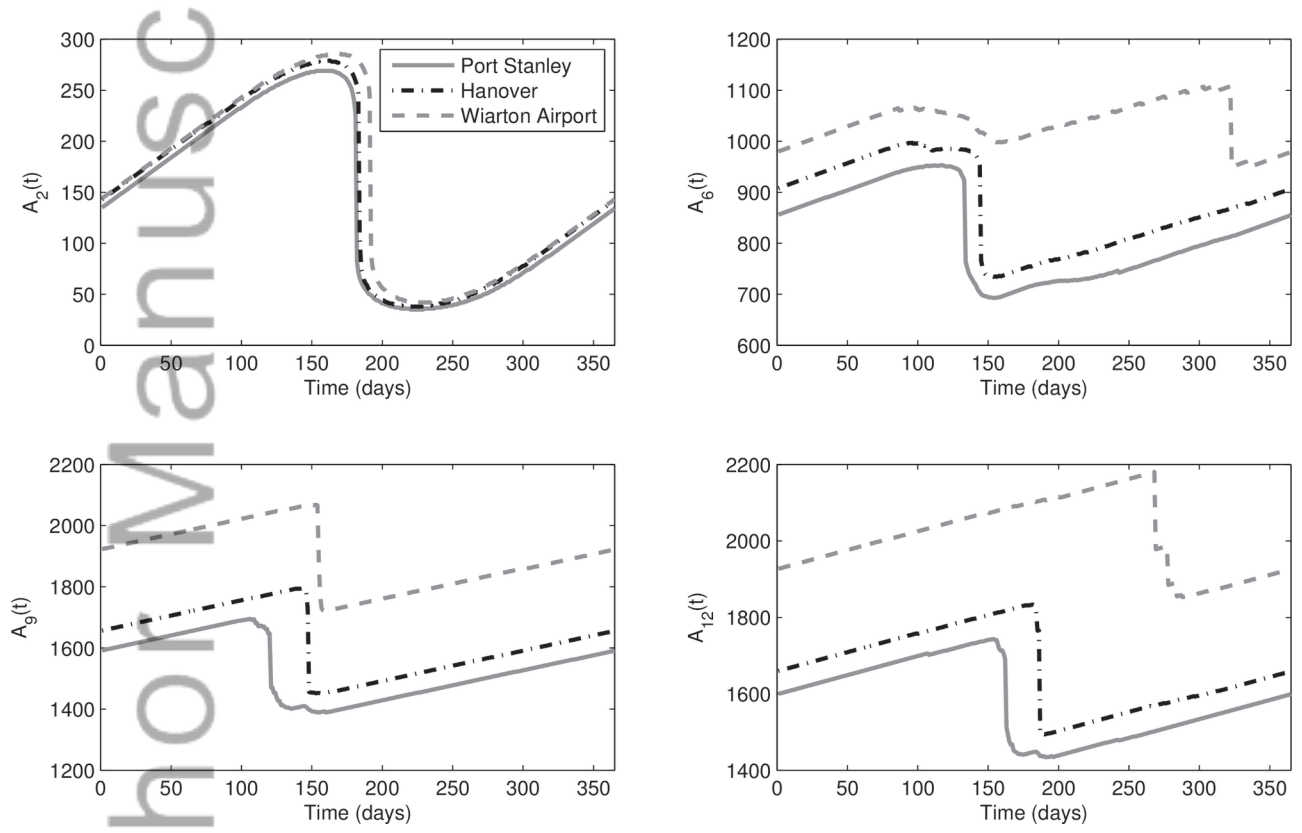 300
250
200
150
100
50
0
A2(t)
0 50 100 150 200 250 300 350
Time (days)
Port Stanley
Hanover
Wiarton Airport
1200
1100
1000
900
800
700
600
A6(t)
0 50 100 150 200 250 300 350
Time (days)
2200
2000
1800
1600
1400
1200
A9(t)
0 50 100 150 200 250 300 350
Time (days)
2200
2000
1800
1600
1400
A12(t)
0 50 100 150 200 250 300 350
Time (days)
hor Manusc